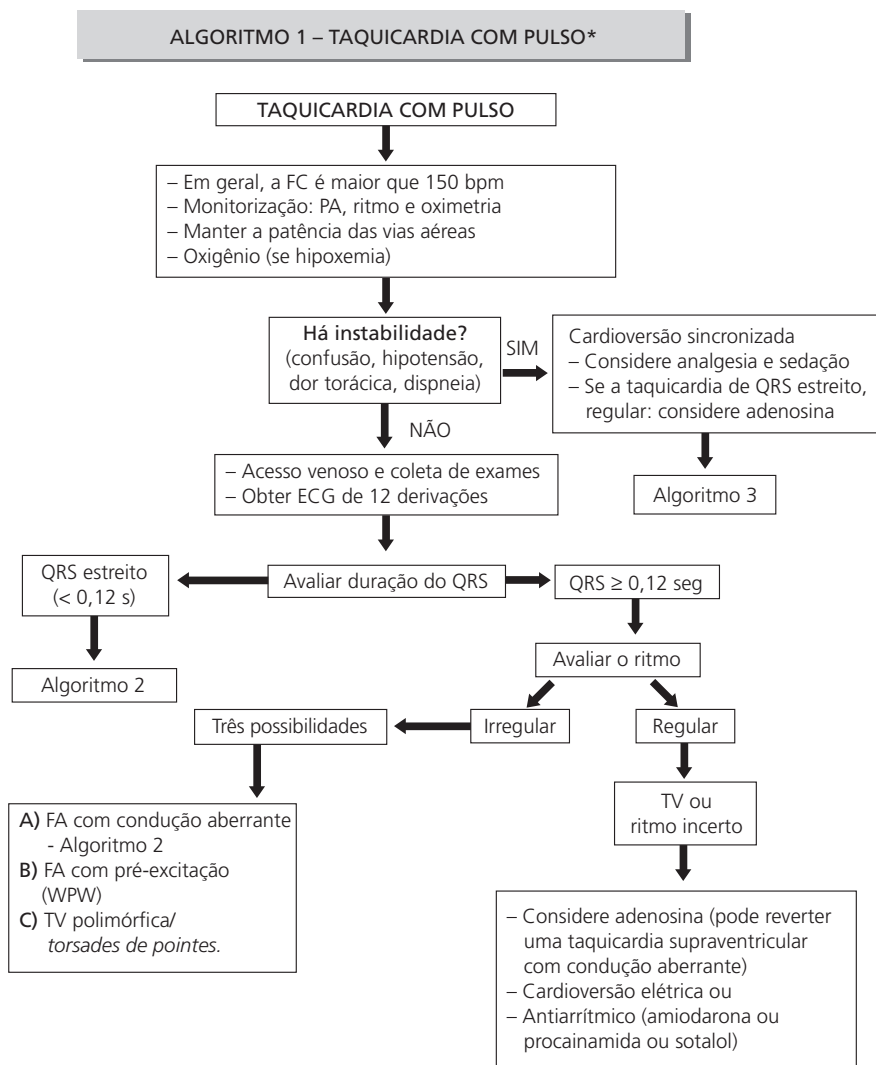 ALGORITMO 1 – TAQUICARDIA COM PULSO*
TAQUICARDIA COM PULSO
– Em geral, a FC é maior que 150 bpm
– Monitorização: PA, ritmo e oximetria
– Manter a patência das vias aéreas
– Oxigênio (se hipoxemia)
Há instabilidade?
(confusão, hipotensão,
dor torácica, dispneia)
SIM
Cardioversão sincronizada
– Considere analgesia e sedação
– Se a taquicardia de QRS estreito,
regular: considere adenosina
Algoritmo 3
NÃO
– Acesso venoso e coleta de exames
– Obter ECG de 12 derivações
Avaliar duração do QRS
QRS estreito
(< 0,12 s)
Algoritmo 2
QRS ≥ 0,12 seg
Avaliar o ritmo
Irregular
Regular
Três possibilidades
A) FA com condução aberrante
- Algoritmo 2
B) FA com pré-excitação
(WPW)
C) TV polimórfica/
torsades de pointes.
TV ou
ritmo incerto
– Considere adenosina (pode reverter
uma taquicardia supraventricular
com condução aberrante)
– Cardioversão elétrica ou
– Antiarrítmico (amiodarona ou
procainamida ou sotalol)